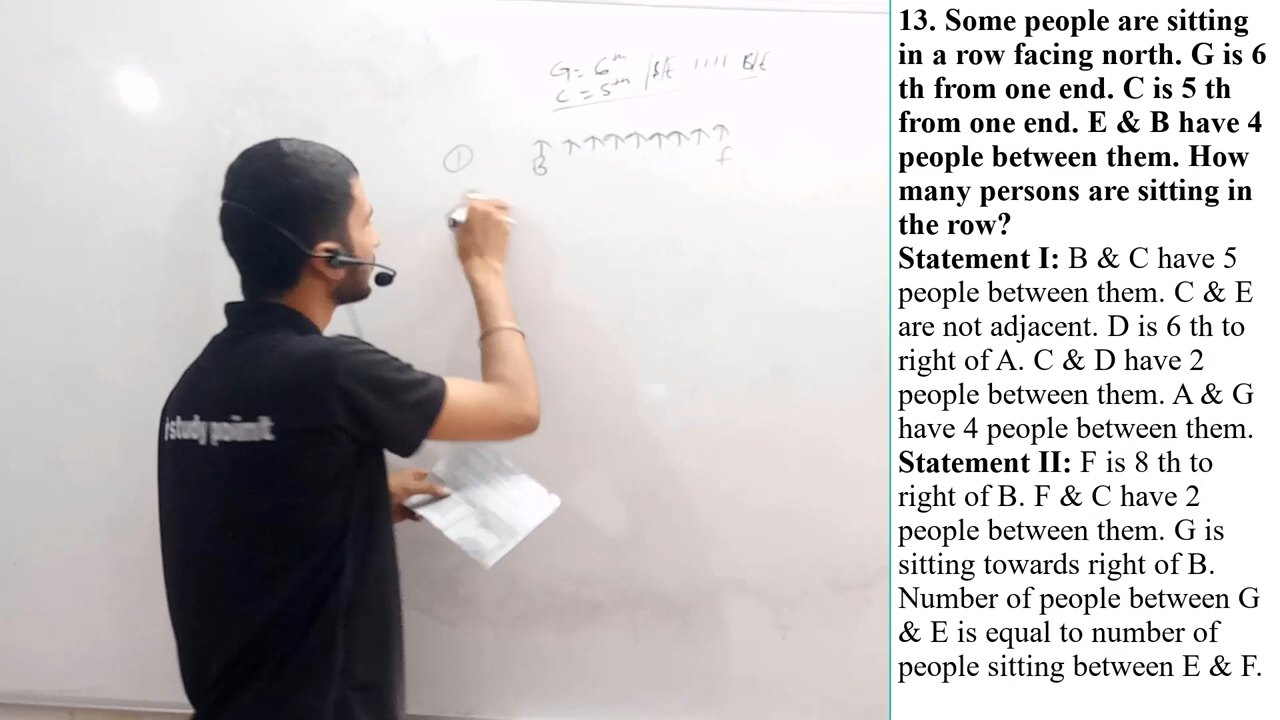 G = 6th
C = 5th / B/E ' ' ' ' B/E
①
B
F
study point
13. Some people are sitting
in a row facing north. G is 6
th from one end. C is 5 th
from one end. E & B have 4
people between them. How
many persons are sitting in
the row?
Statement I: B & C have 5
people between them. C & E
are not adjacent. D is 6 th to
right of A. C & D have 2
people between them. A & G
have 4 people between them.
Statement II: F is 8 th to
right of B. F & C have 2
people between them. G is
sitting towards right of B.
Number of people between G
& E is equal to number of
people sitting between E & F.